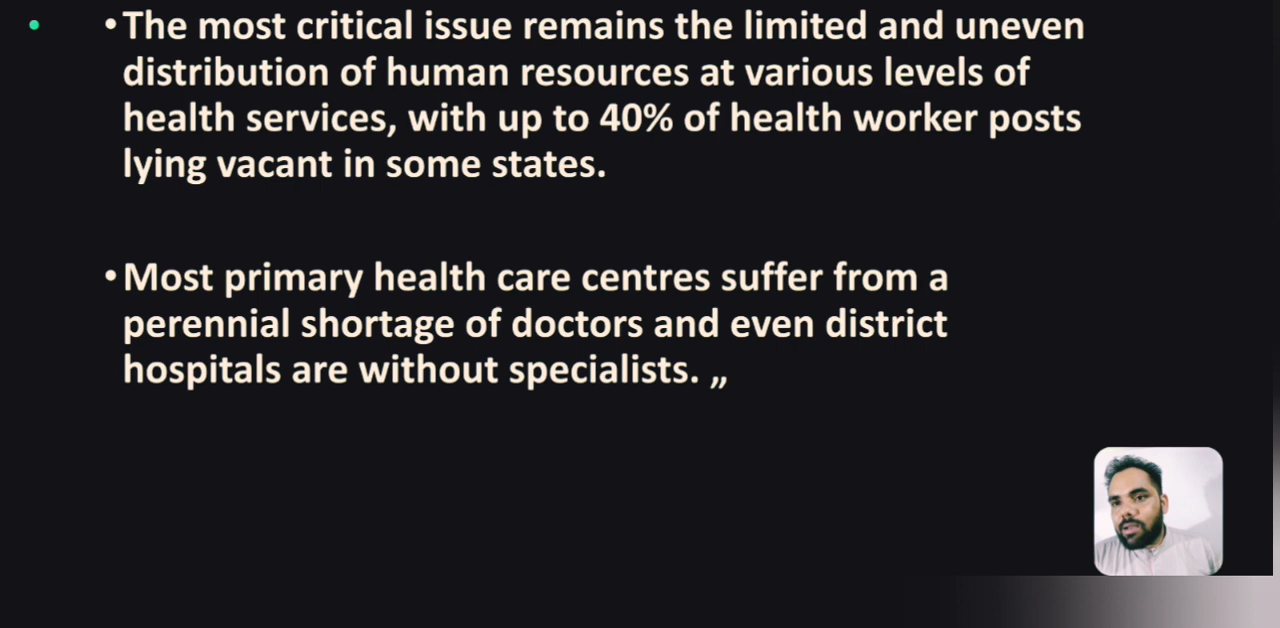 •The most critical issue remains the limited and uneven
distribution of human resources at various levels of
health services, with up to 40% of health worker posts
lying vacant in some states.
•Most primary health care centres suffer from a
perennial shortage of doctors and even district
hospitals are without specialists. „